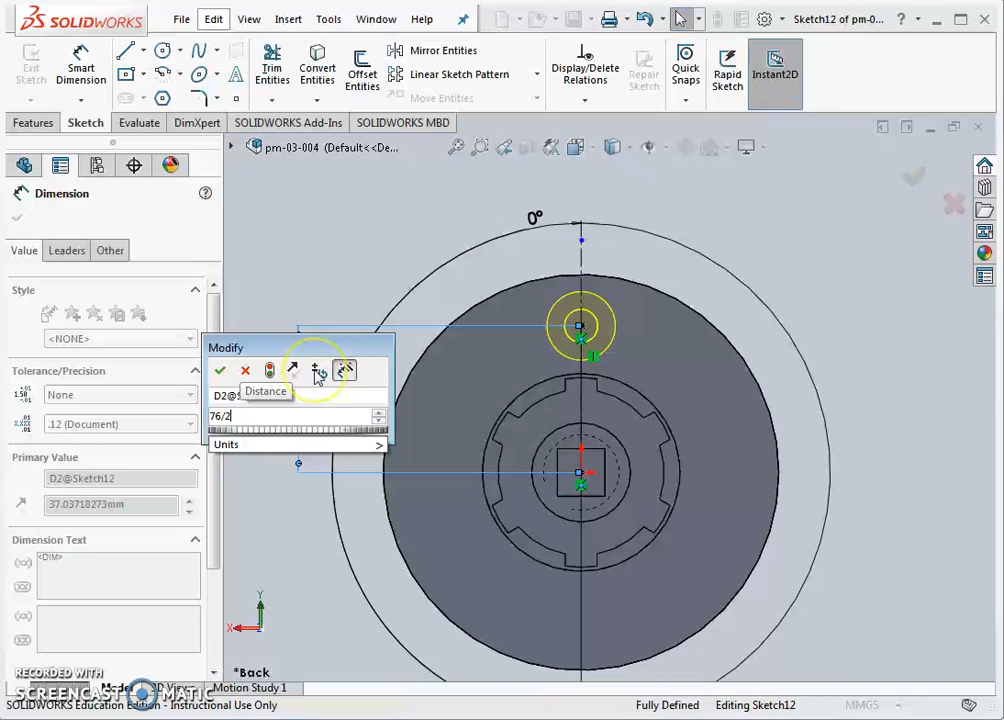 SOLIDWORKS
File Edit View Insert Tools Window Help
Sketch12 of pm-0...
?
Exit Sketch
Smart Dimension
Trim Entities
Convert Entities
Offset Entities
Mirror Entities
Linear Sketch Pattern
Move Entities
Display/Delete Relations
Repair Sketch
Quick Snaps
Rapid Sketch
Instant2D
Features Sketch Evaluate DimXpert SOLIDWORKS Add-Ins SOLIDWORKS MBD
pm-03-004 (Default<<De...
Dimension
?
Value Leaders Other
Style
<NONE>
Tolerance/Precision
None
.12 (Document)
Primary Value
D2@Sketch12
37.03718273mm
Dimension Text
<DIM>
Modify
D2@S
Distance
76/2
Units >
0°
Y
X
*Back
RECORDED WITH
SCREENCAST MATIC
Model 3D Views Motion Study 1
SOLIDWORKS Education Edition - Instructional Use Only
Fully Defined Editing Sketch12 MMGS